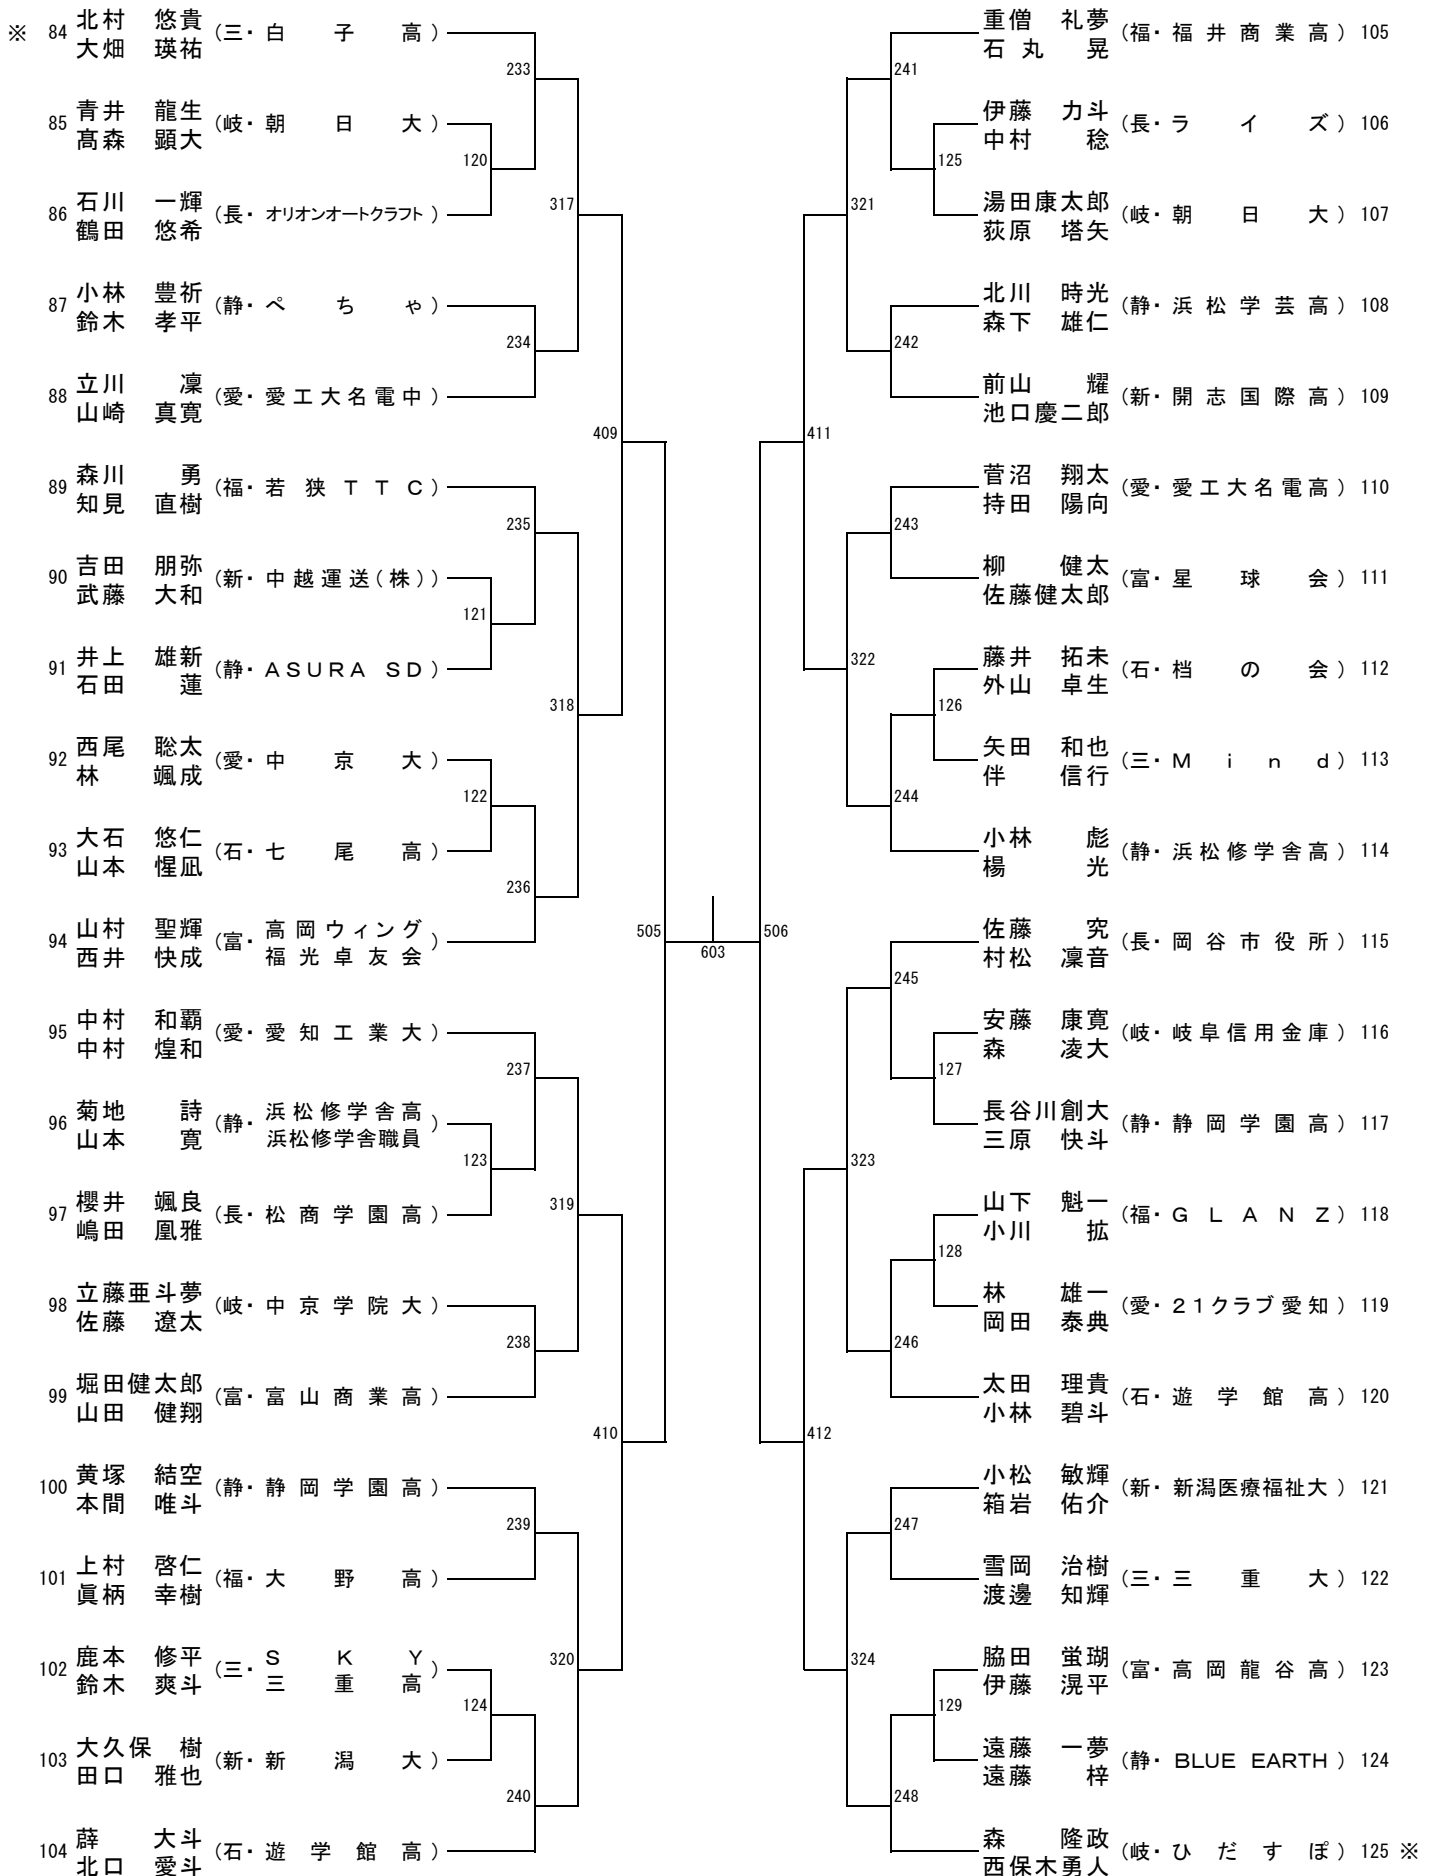 ※ 84 北村 悠貴 大畑 瑛祐 (三・白子高)
233
85 青井 龍生 髙森 顕大 (岐・朝日大)
120
86 石川 一輝 鶴田 悠希 (長・オリオンオートクラフト)
317
87 小林 豊祈 鈴木 孝平 (静・ぺちゃ)
234
88 立川 凜 山崎 真寛 (愛・愛工大名電中)
409
89 森川 勇 知見 直樹 (福・若狭TTC)
235
90 吉田 朋弥 武藤 大和 (新・中越運送(株))
121
91 井上 雄新 石田 蓮 (静・ASURA SD)
318
92 西尾 聡太 林 颯成 (愛・中京大)
122
93 大石 悠仁 山本 惺凪 (石・七尾高)
236
94 山村 聖輝 西井 快成 (富・高岡ウィング 福光卓友会)
505
603
95 中村 和覇 中村 煌和 (愛・愛知工業大)
237
96 菊地 詩 山本 寛 (静・浜松修学舎高 浜松修学舎職員)
123
97 櫻井 颯良 嶋田 凰雅 (長・松商学園高)
319
98 立藤亜斗夢 佐藤 遼太 (岐・中京学院大)
238
99 堀田健太郎 山田 健翔 (富・富山商業高)
410
100 黄塚 結空 本間 唯斗 (静・静岡学園高)
239
101 上村 啓仁 眞柄 幸樹 (福・大野高)
102 鹿本 修平 鈴木 爽斗 (三・SKY 三重高)
320
124
103 大久保 樹 田口 雅也 (新・新潟大)
240
104 薛 大斗 北口 愛斗 (石・遊学館高)
重僧 礼夢 石丸 晃 (福・福井商業高) 105
241
伊藤 力斗 中村 稔 (長・ライズ) 106
125
湯田康太郎 荻原 塔矢 (岐・朝日大) 107
321
北川 時光 森下 雄仁 (静・浜松学芸高) 108
242
前山 耀 池口慶二郎 (新・開志国際高) 109
411
菅沼 翔太 持田 陽向 (愛・愛工大名電高) 110
243
柳 健太 佐藤健太郎 (富・星球会) 111
322
藤井 拓未 外山 卓生 (石・档の会) 112
126
矢田 和也 伴 信行 (三・Mind) 113
244
小林 彪 楊 光 (静・浜松修学舎高) 114
506
佐藤 究 村松 凜音 (長・岡谷市役所) 115
245
安藤 康寛 森 凌大 (岐・岐阜信用金庫) 116
127
長谷川創大 三原 快斗 (静・静岡学園高) 117
323
山下 魁一 小川 拡 (福・GLANZ) 118
128
林 雄一 岡田 泰典 (愛・21クラブ愛知) 119
246
太田 理貴 小林 碧斗 (石・遊学館高) 120
412
小松 敏輝 箱岩 佑介 (新・新潟医療福祉大) 121
247
雪岡 治樹 渡邊 知輝 (三・三重大) 122
324
脇田 蛍瑚 伊藤 滉平 (富・高岡龍谷高) 123
129
遠藤 一夢 遠藤 梓 (静・BLUE EARTH) 124
248
森 隆政 西保木勇人 (岐・ひだすぽ) 125 ※